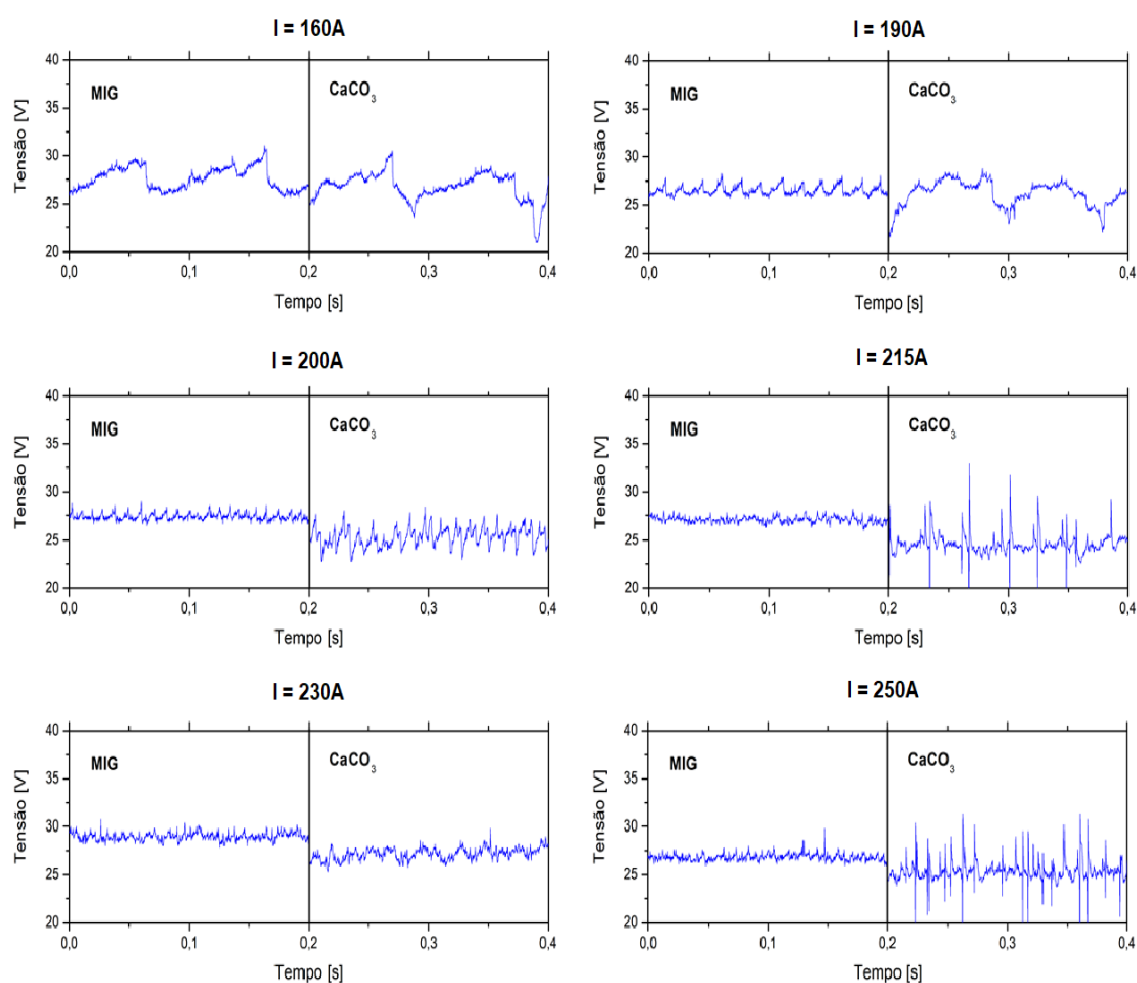 I = 160A
40
35
30
25
20
Tensão [V]
MIG
CaCO₃
0,0
0,1
0,2
0,3
0,4
Tempo [s]
I = 190A
40
35
30
25
20
Tensão [V]
MIG
CaCO₃
0,0
0,1
0,2
0,3
0,4
Tempo [s]
I = 200A
40
35
30
25
20
Tensão [V]
MIG
CaCO₃
0,0
0,1
0,2
0,3
0,4
Tempo [s]
I = 215A
40
35
30
25
20
Tensão [V]
MIG
CaCO₃
0,0
0,1
0,2
0,3
0,4
Tempo [s]
I = 230A
40
35
30
25
20
Tensão [V]
MIG
CaCO₃
0,0
0,1
0,2
0,3
0,4
Tempo [s]
I = 250A
40
35
30
25
20
Tensão [V]
MIG
CaCO₃
0,0
0,1
0,2
0,3
0,4
Tempo [s]